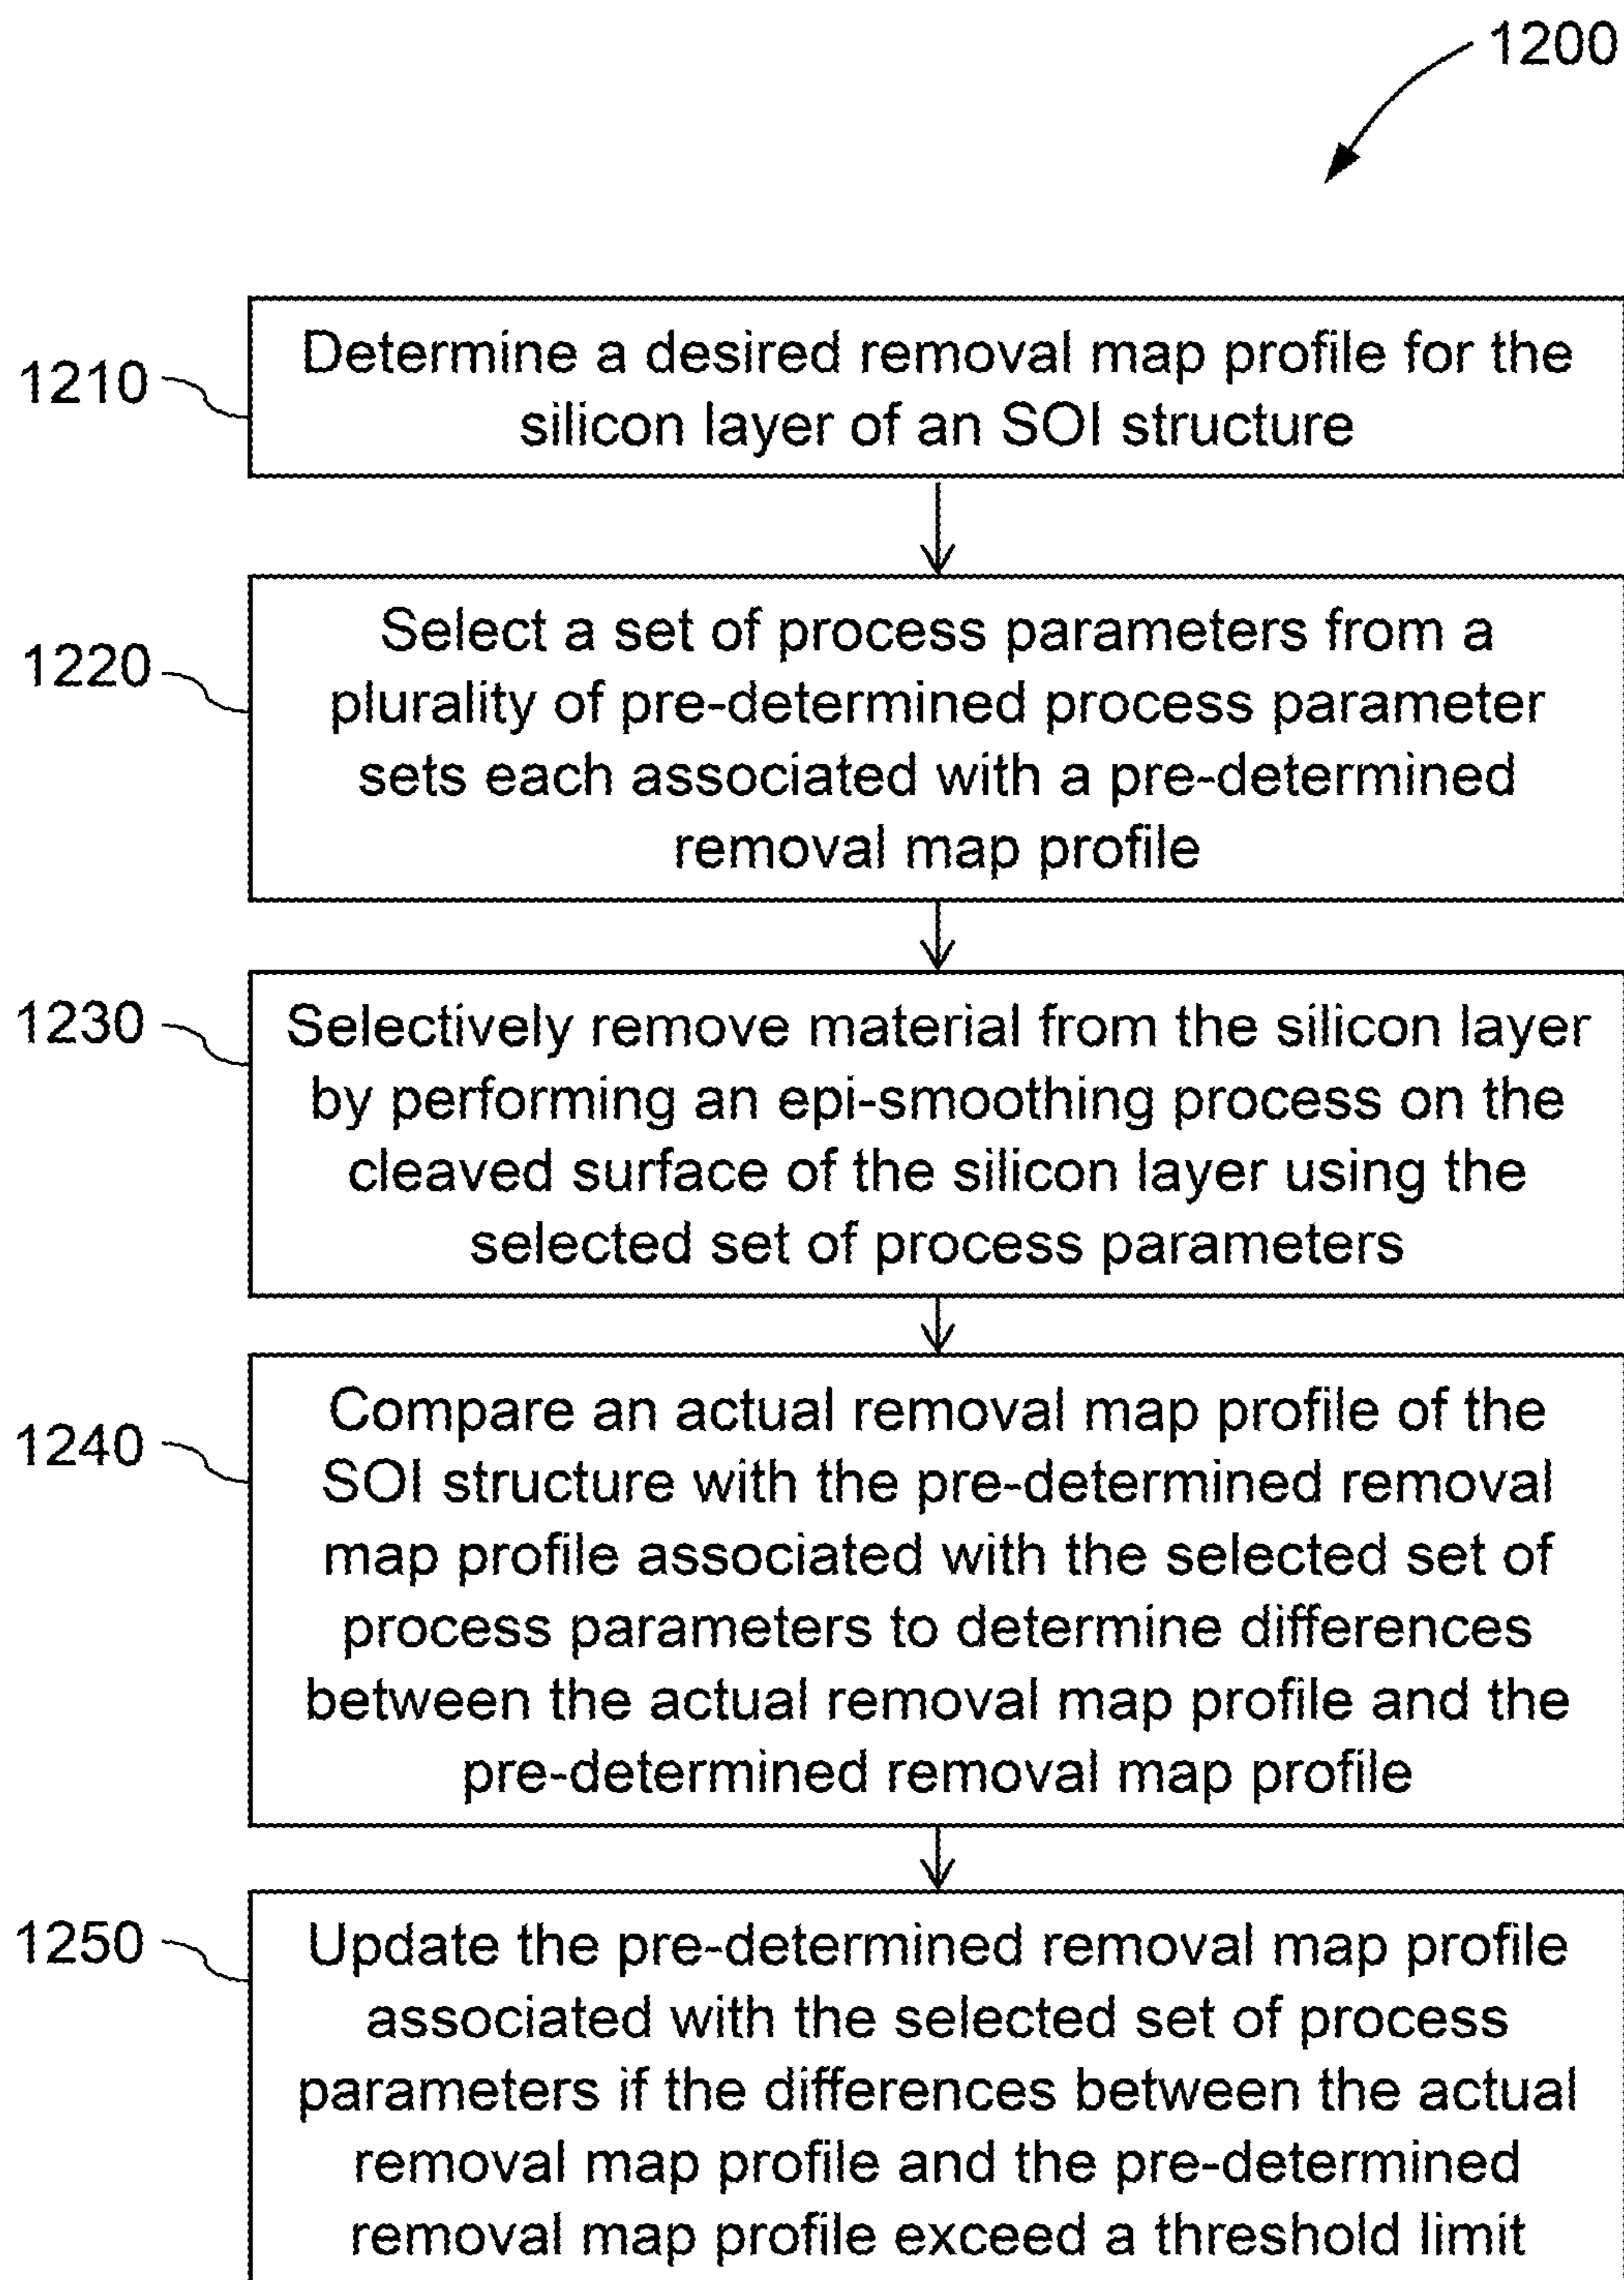 1200
1210
Determine a desired removal map profile for the
silicon layer of an SOI structure
1220
Select a set of process parameters from a
plurality of pre-determined process parameter
sets each associated with a pre-determined
removal map profile
1230
Selectively remove material from the silicon layer
by performing an epi-smoothing process on the
cleaved surface of the silicon layer using the
selected set of process parameters
1240
Compare an actual removal map profile of the
SOI structure with the pre-determined removal
map profile associated with the selected set of
process parameters to determine differences
between the actual removal map profile and the
pre-determined removal map profile
1250
Update the pre-determined removal map profile
associated with the selected set of process
parameters if the differences between the actual
removal map profile and the pre-determined
removal map profile exceed a threshold limit